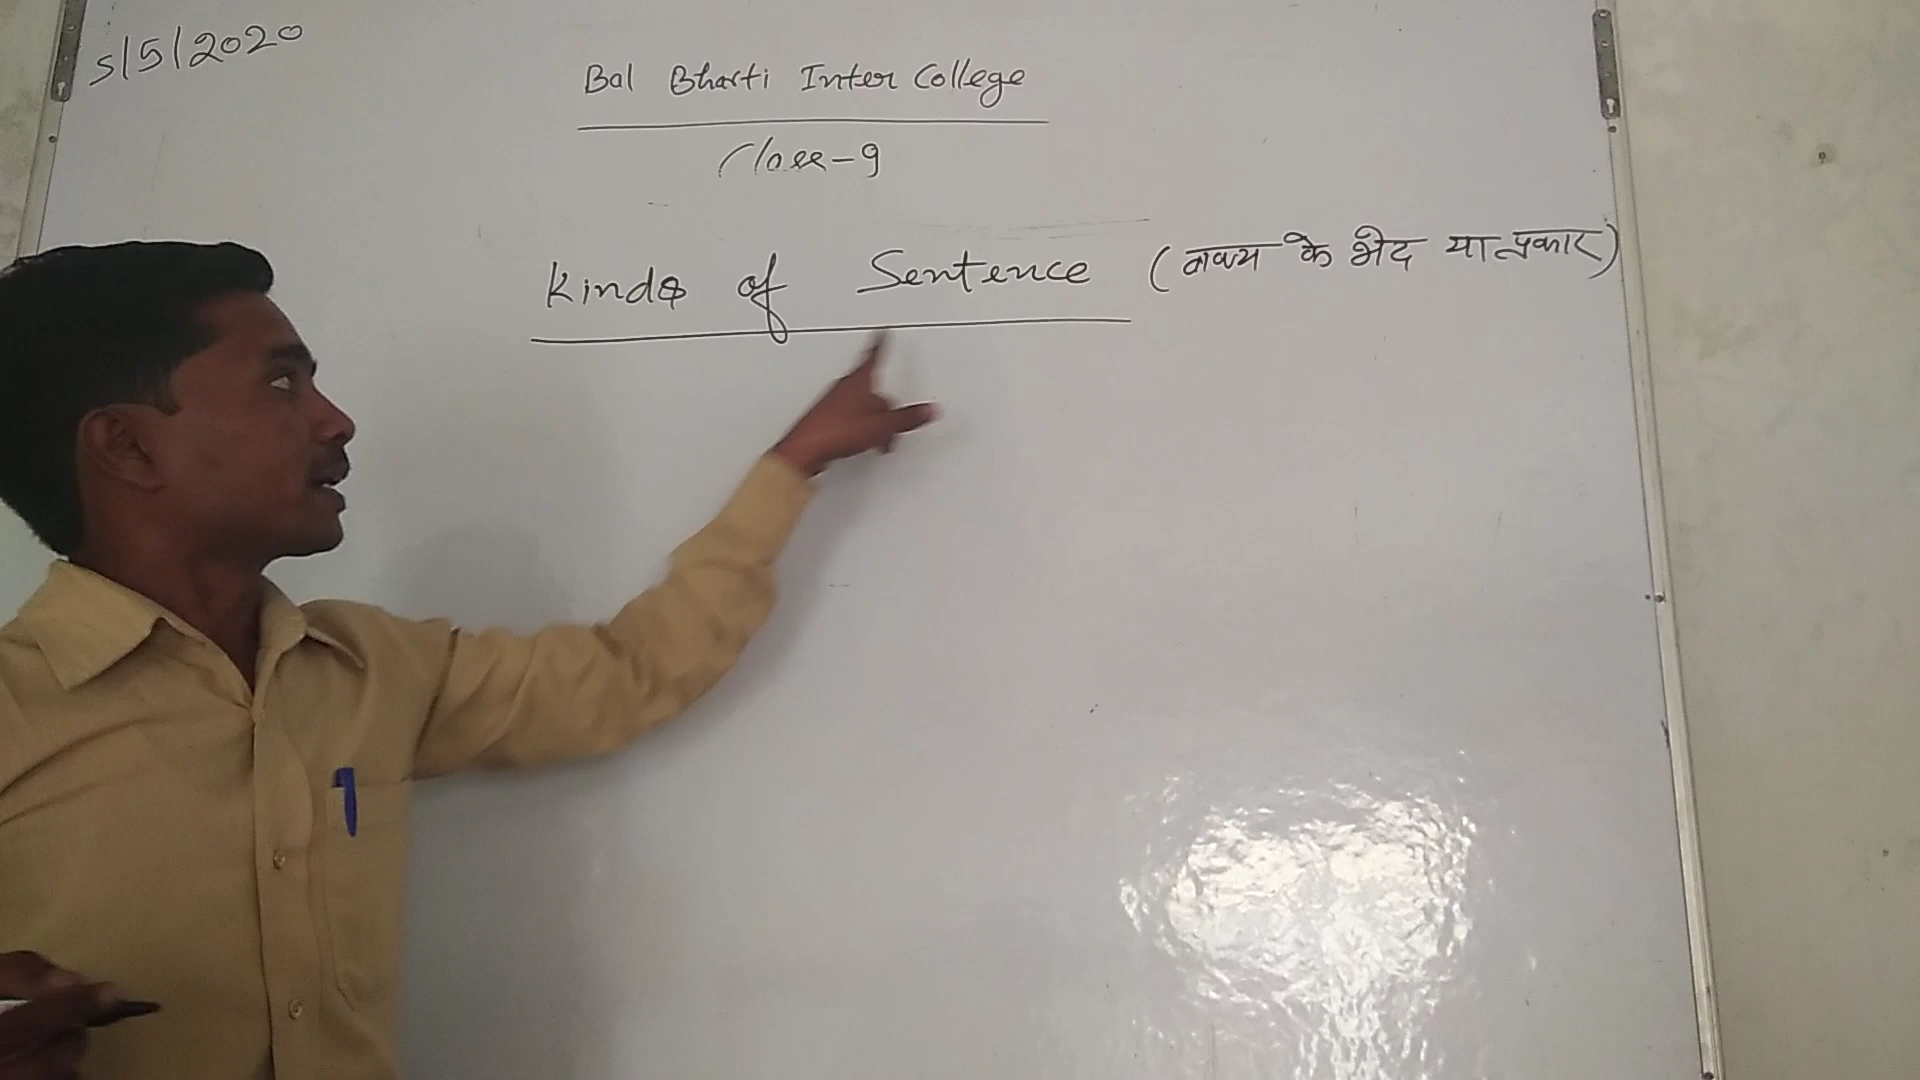 5/5/2020
Bal Bharti Inter College
Class-9
Kinds of Sentence (वाक्य के भेद या प्रकार)